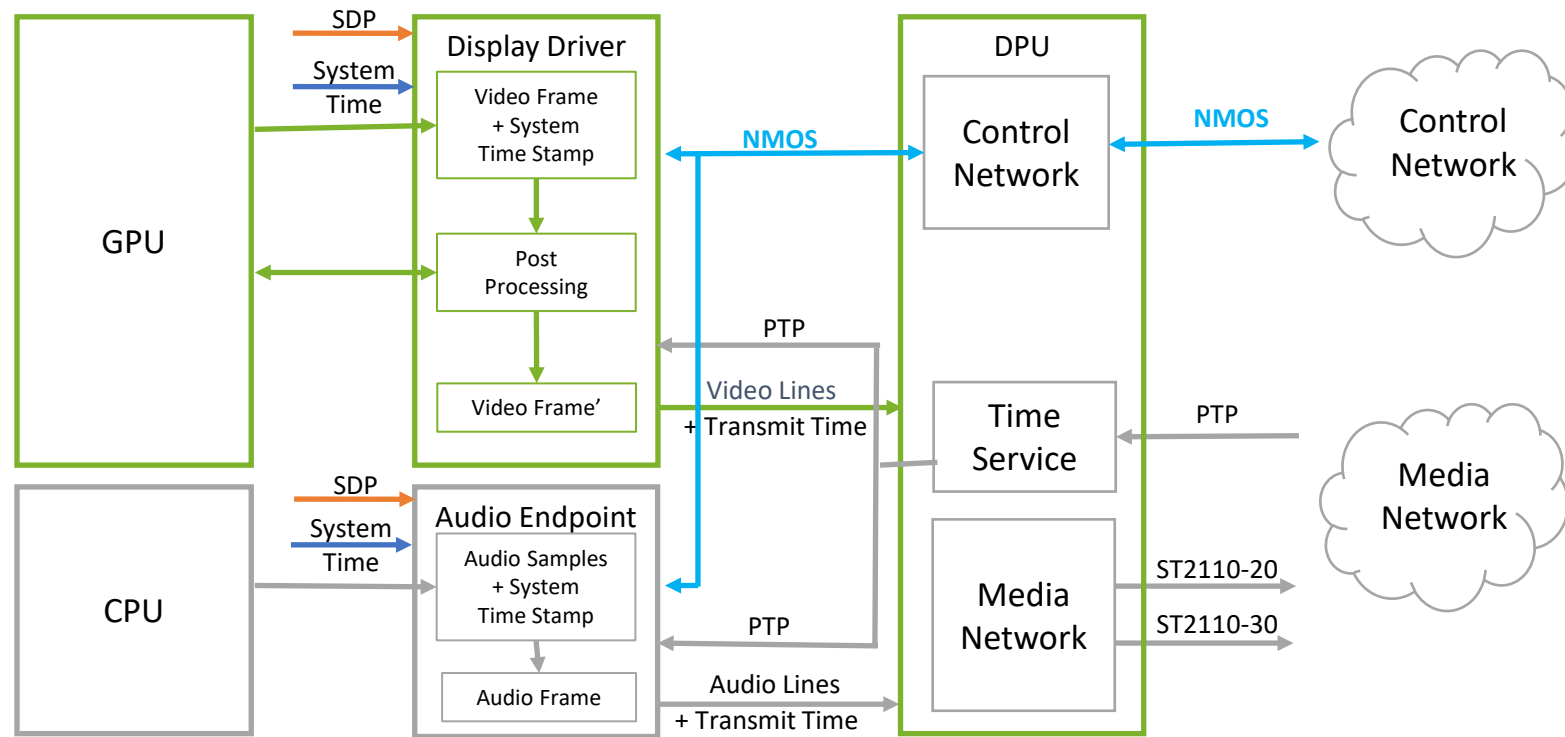 GPU
SDP
System
Time
Display Driver
Video Frame
+ System
Time Stamp
Post
Processing
Video Frame’
NMOS
PTP
Video Lines
+ Transmit Time
DPU
Control
Network
Time
Service
Media
Network
NMOS
Control
Network
PTP
Media
Network
ST2110-20
ST2110-30
CPU
SDP
System
Time
Audio Endpoint
Audio Samples
+ System
Time Stamp
Audio Frame
PTP
Audio Lines
+ Transmit Time